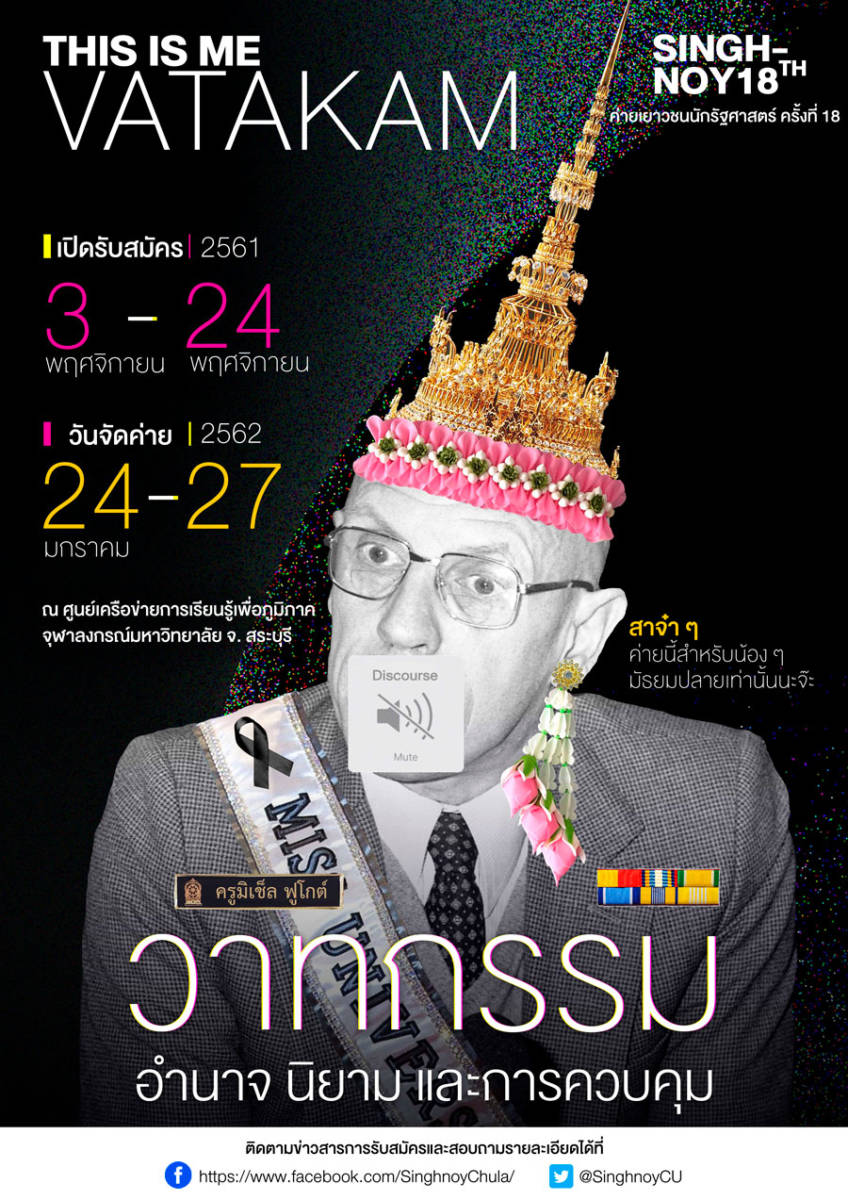 THIS IS ME
VATAKAM
SINGH-
NOY18TH
ค่ายเยาวชนนักรัฐศาสตร์ ครั้งที่ 18
เปิดรับสมัคร | 2561
3 - 24
พฤศจิกายน พฤศจิกายน
วันจัดค่าย | 2562
24-27
มกราคม
ณ ศูนย์เครือข่ายการเรียนรู้เพื่อภูมิภาค
จุฬาลงกรณ์มหาวิทยาลัย จ. สระบุรี
สาจ๋า ๆ
ค่ายนี้สำหรับน้อง ๆ
มัธยมปลายเท่านั้นนะจ๊ะ
Discourse
Mute
MISS UNIVERS
ครูมิเช็ล ฟูโกต์
วาทกรรม
อำนาจ นิยาม และการควบคุม
ติดตามข่าวสารการรับสมัครและสอบถามรายละเอียดได้ที่
https://www.facebook.com/SinghnoyChula/ @SinghnoyCU